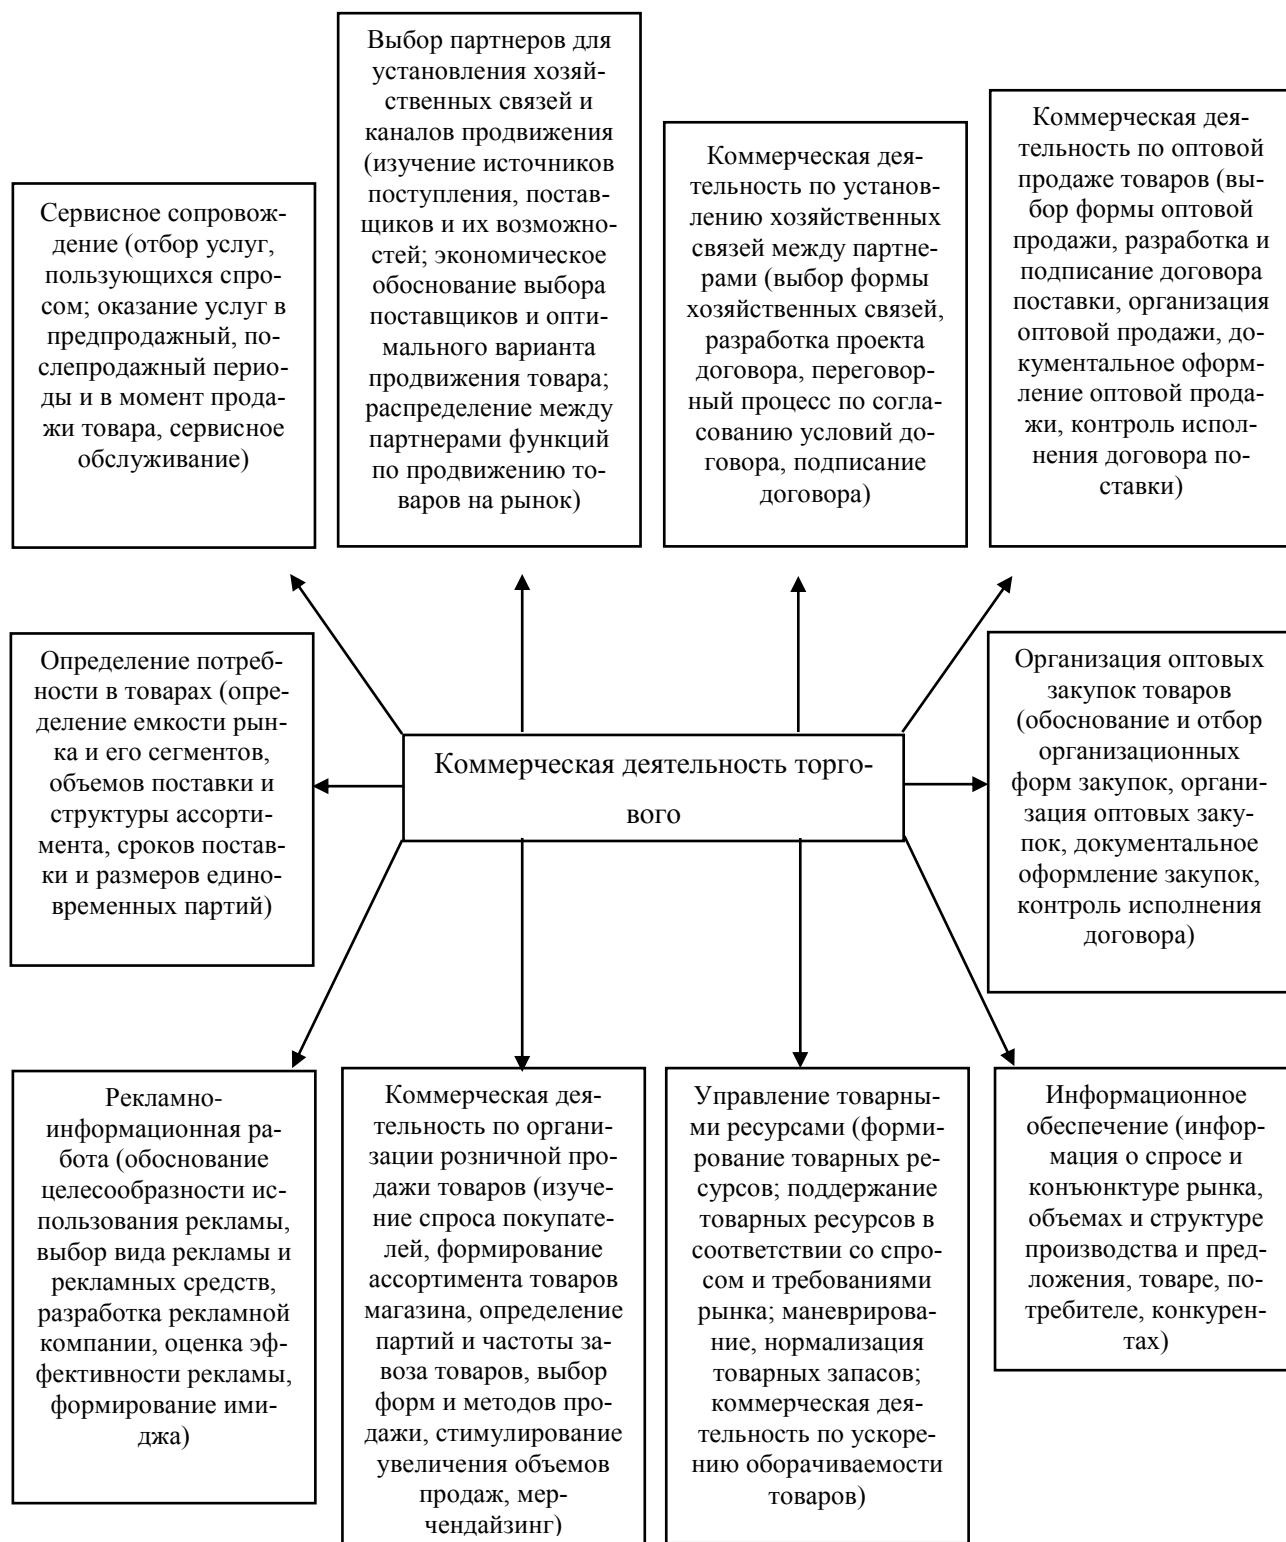 Сервисное сопровож-
дение (отбор услуг,
пользующихся спро-
сом; оказание услуг в
предпродажный, по-
слепродажный перио-
ды и в момент прода-
жи товара, сервисное
обслуживание)
Выбор партнеров для
установления хозяй-
ственных связей и
каналов продвижения
(изучение источников
поступления, постав-
щиков и их возможно-
стей; экономическое
обоснование выбора
поставщиков и опти-
мального варианта
продвижения товара;
распределение между
партнерами функций
по продвижению то-
варов на рынок)
Коммерческая дея-
тельность по установ-
лению хозяйственных
связей между партне-
рами (выбор формы
хозяйственных связей,
разработка проекта
договора, переговор-
ный процесс по согла-
сованию условий до-
говора, подписание
договора)
Коммерческая дея-
тельность по оптовой
продаже товаров (вы-
бор формы оптовой
продажи, разработка и
подписание договора
поставки, организация
оптовой продажи, до-
кументальное оформ-
ление оптовой прода-
жи, контроль испол-
нения договора по-
ставки)
Определение потреб-
ности в товарах (опре-
деление емкости рын-
ка и его сегментов,
объемов поставки и
структуры ассорти-
мента, сроков постав-
ки и размеров едино-
временных партий)
Коммерческая деятельность торго-
вого
Организация оптовых
закупок товаров
(обоснование и отбор
организационных
форм закупок, органи-
зация оптовых заку-
пок, документальное
оформление закупок,
контроль исполнения
договора)
Рекламно-
информационная ра-
бота (обоснование
целесообразности ис-
пользования рекламы,
выбор вида рекламы и
рекламных средств,
разработка рекламной
компании, оценка эф-
фективности рекламы,
формирование ими-
джа)
Коммерческая дея-
тельность по органи-
зации розничной про-
дажи товаров (изуче-
ние спроса покупате-
лей, формирование
ассортимента товаров
магазина, определение
партий и частоты за-
воза товаров, выбор
форм и методов про-
дажи, стимулирование
увеличения объемов
продаж, мер-
чендайзинг)
Управление товарны-
ми ресурсами (форми-
рование товарных ре-
сурсов; поддержание
товарных ресурсов в
соответствии со спро-
сом и требованиями
рынка; маневрирова-
ние, нормализация
товарных запасов;
коммерческая дея-
тельность по ускоре-
нию оборачиваемости
товаров)
Информационное
обеспечение (инфор-
мация о спросе и
конъюнктуре рынка,
объемах и структуре
производства и пред-
ложения, товаре, по-
требителе, конкурен-
тах)